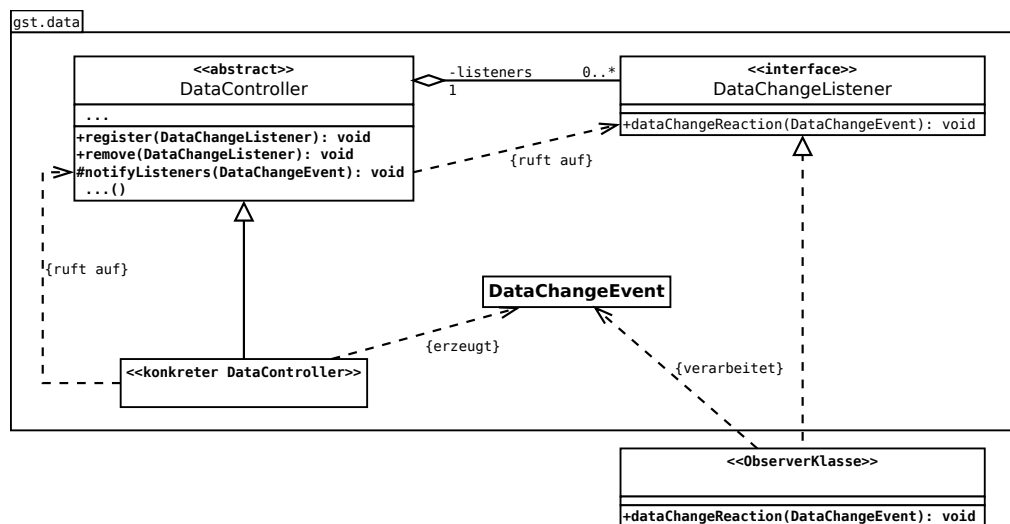 gst.data
<<abstract>>
DataController
...
+register(DataChangeListener): void
+remove(DataChangeListener): void
#notifyListeners(DataChangeEvent): void
...()
-listeners
0..*
1
<<interface>>
DataChangeListener
+dataChangeReaction(DataChangeEvent): void
{ruft auf}
{ruft auf}
DataChangeEvent
{erzeugt}
<<konkreter DataController>>
{verarbeitet}
<<ObserverKlasse>>
+dataChangeReaction(DataChangeEvent): void